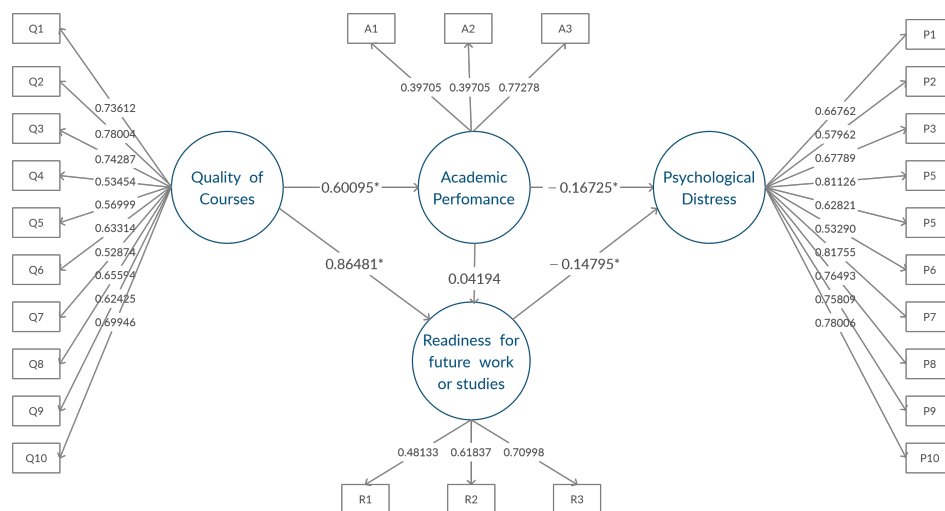 Q1
Q2
Q3
Q4
Q5
Q6
Q7
Q8
Q9
Q10
0.73612
0.78004
0.74287
0.53454
0.56999
0.63314
0.52874
0.65594
0.62425
0.69946
Quality of
Courses
0.60095*
0.86481*
A1
A2
A3
0.39705
0.39705
0.77278
Academic
Perfomance
0.04194
−0.16725*
−0.14795*
Readiness for
future work
or studies
0.48133
0.61837
0.70998
R1
R2
R3
Psychological
Distress
0.66762
0.57962
0.67789
0.81126
0.62821
0.53290
0.81755
0.76493
0.75809
0.78006
P1
P2
P3
P5
P5
P6
P7
P8
P9
P10